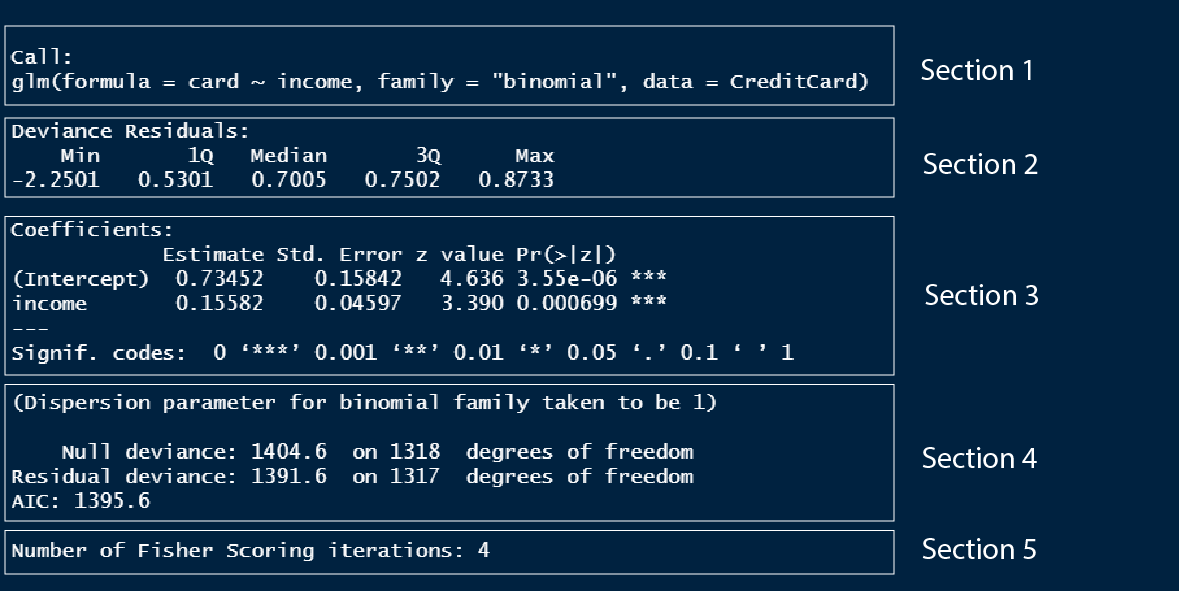 Call:
glm(formula = card ~ income, family = "binomial", data = CreditCard)
Section 1
Deviance Residuals:
    Min       1Q   Median       3Q      Max
-2.2501   0.5301   0.7005   0.7502   0.8733
Section 2
Coefficients:
            Estimate Std. Error z value Pr(>|z|)
(Intercept)  0.73452    0.15842   4.636 3.55e-06 ***
income       0.15582    0.04597   3.390 0.000699 ***
---
Signif. codes:  0 ‘***’ 0.001 ‘**’ 0.01 ‘*’ 0.05 ‘.’ 0.1 ‘ ’ 1
Section 3
(Dispersion parameter for binomial family taken to be 1)
    Null deviance: 1404.6  on 1318  degrees of freedom
Residual deviance: 1391.6  on 1317  degrees of freedom
AIC: 1395.6
Section 4
Number of Fisher Scoring iterations: 4
Section 5